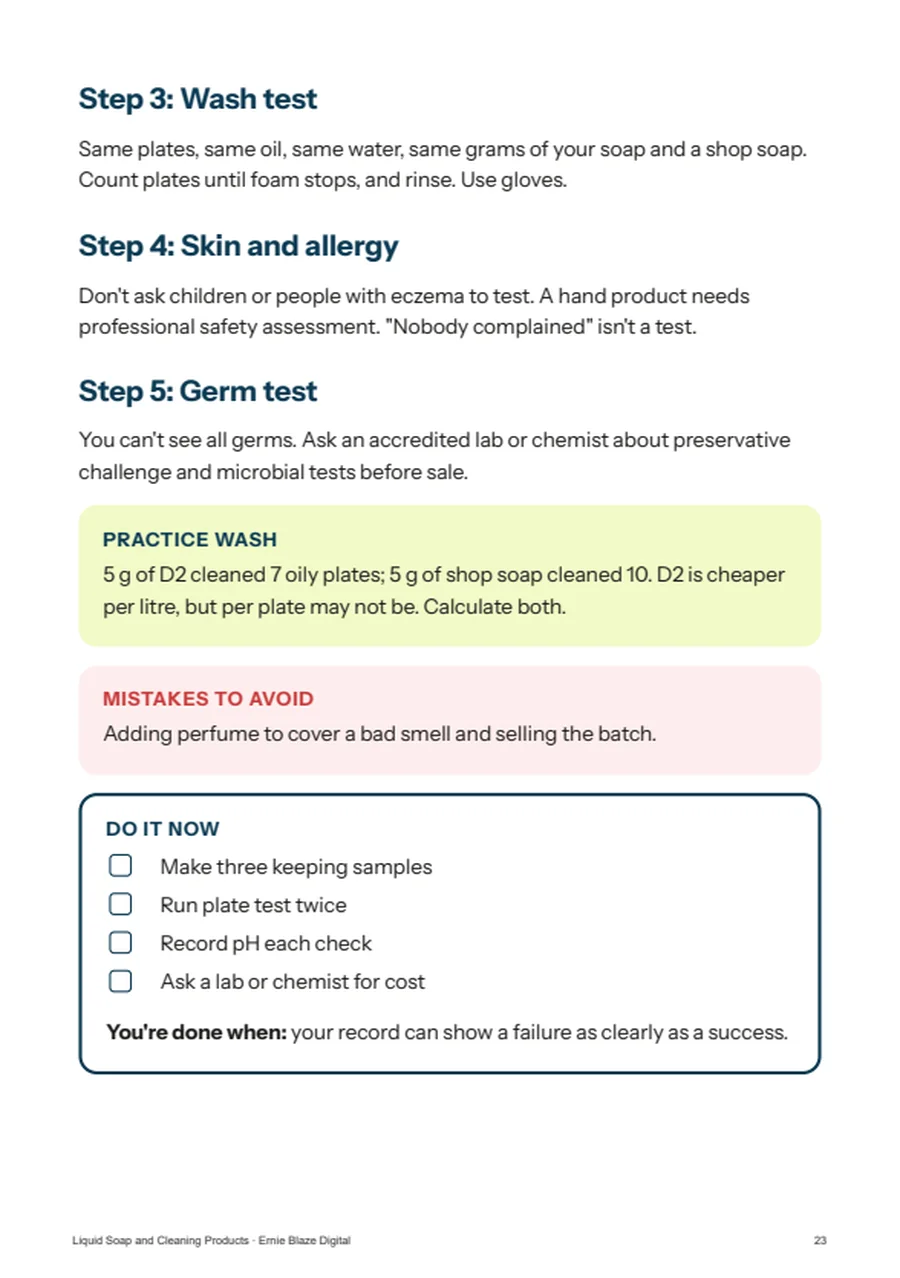 Step 3: Wash test
Same plates, same oil, same water, same grams of your soap and a shop soap.
Count plates until foam stops, and rinse. Use gloves.
Step 4: Skin and allergy
Don't ask children or people with eczema to test. A hand product needs
professional safety assessment. "Nobody complained" isn't a test.
Step 5: Germ test
You can't see all germs. Ask an accredited lab or chemist about preservative
challenge and microbial tests before sale.
PRACTICE WASH
5 g of D2 cleaned 7 oily plates; 5 g of shop soap cleaned 10. D2 is cheaper
per litre, but per plate may not be. Calculate both.
MISTAKES TO AVOID
Adding perfume to cover a bad smell and selling the batch.
DO IT NOW
Make three keeping samples
Run plate test twice
Record pH each check
Ask a lab or chemist for cost
You're done when: your record can show a failure as clearly as a success.
Liquid Soap and Cleaning Products · Ernie Blaze Digital
23